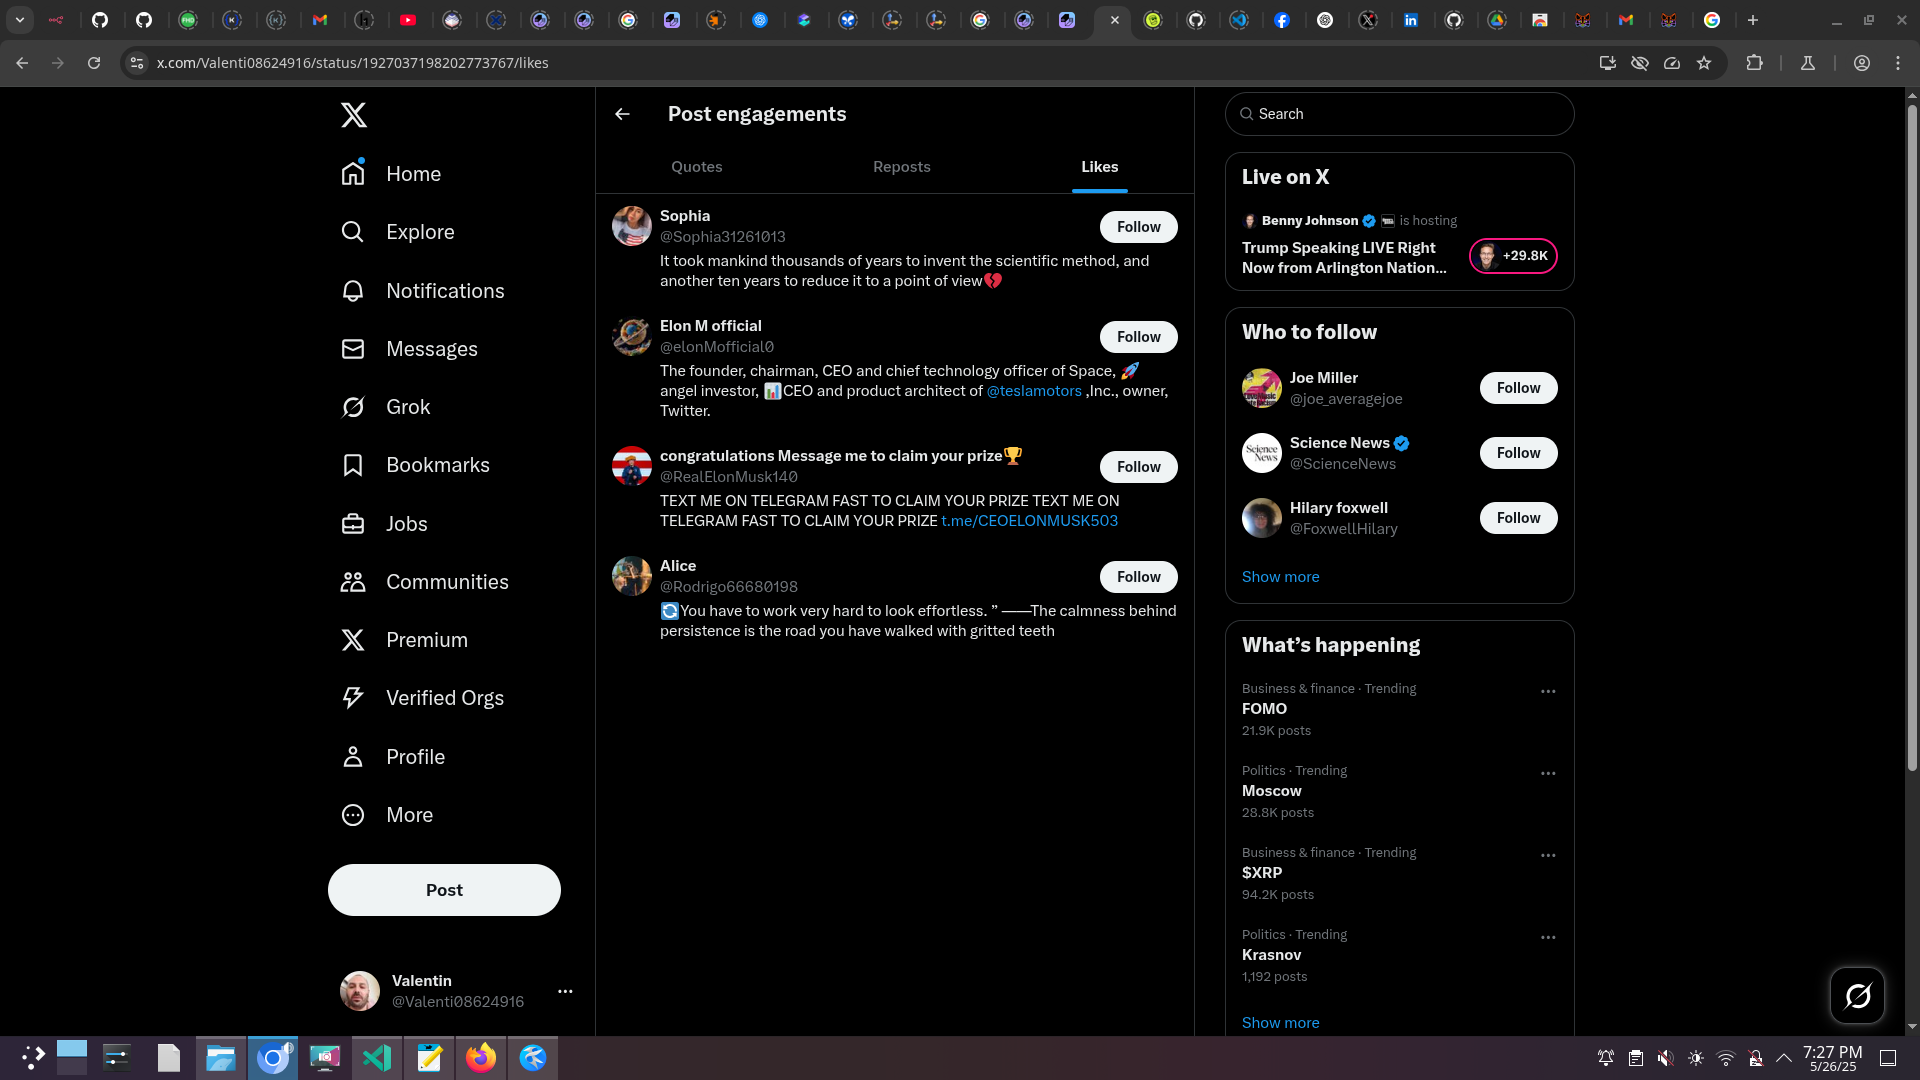 x.com/Valenti08624916/status/1927037198202773767/likes
Home
Explore
Notifications
Messages
Grok
Bookmarks
Jobs
Communities
Premium
Verified Orgs
Profile
More
Post
Valentin
@Valenti08624916
Post engagements
Quotes
Reposts
Likes
Sophia
@Sophia31261013
Follow
It took mankind thousands of years to invent the scientific method, and
another ten years to reduce it to a point of view💔
Elon M official
@elonMofficial0
Follow
The founder, chairman, CEO and chief technology officer of Space, 🚀
angel investor, 📊CEO and product architect of @teslamotors ,Inc., owner,
Twitter.
congratulations Message me to claim your prize🏆
@RealElonMusk140
Follow
TEXT ME ON TELEGRAM FAST TO CLAIM YOUR PRIZE TEXT ME ON
TELEGRAM FAST TO CLAIM YOUR PRIZE t.me/CEOELONMUSK503
Alice
@Rodrigo66680198
Follow
🔄You have to work very hard to look effortless. ” ——The calmness behind
persistence is the road you have walked with gritted teeth
Search
Live on X
Benny Johnson is hosting
Trump Speaking LIVE Right
Now from Arlington Nation...
+29.8K
Who to follow
Joe Miller
@joe_averagejoe
Follow
Science News
@ScienceNews
Follow
Hilary foxwell
@FoxwellHilary
Follow
Show more
What’s happening
Business & finance · Trending
FOMO
21.9K posts
Politics · Trending
Moscow
28.8K posts
Business & finance · Trending
$XRP
94.2K posts
Politics · Trending
Krasnov
1,192 posts
Show more
7:27 PM
5/26/25